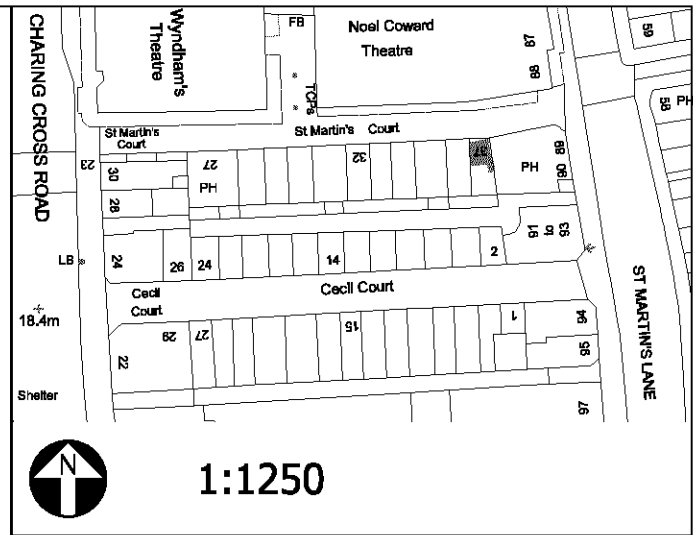 CHARING CROSS ROAD
Wyndham's
Theatre
FB
TCPs
Noel Coward
Theatre
87
88
59
58
PH
St Martin's
Court
St Martin's Court
23
30
28
27
PH
32
37
PH
89
90
LB
24
26
24
14
2
91
to
93
Cecil
Court
Cecil Court
18.4m
22
29
27
15
1
94
95
97
ST MARTIN'S LANE
Shelter
N
1:1250